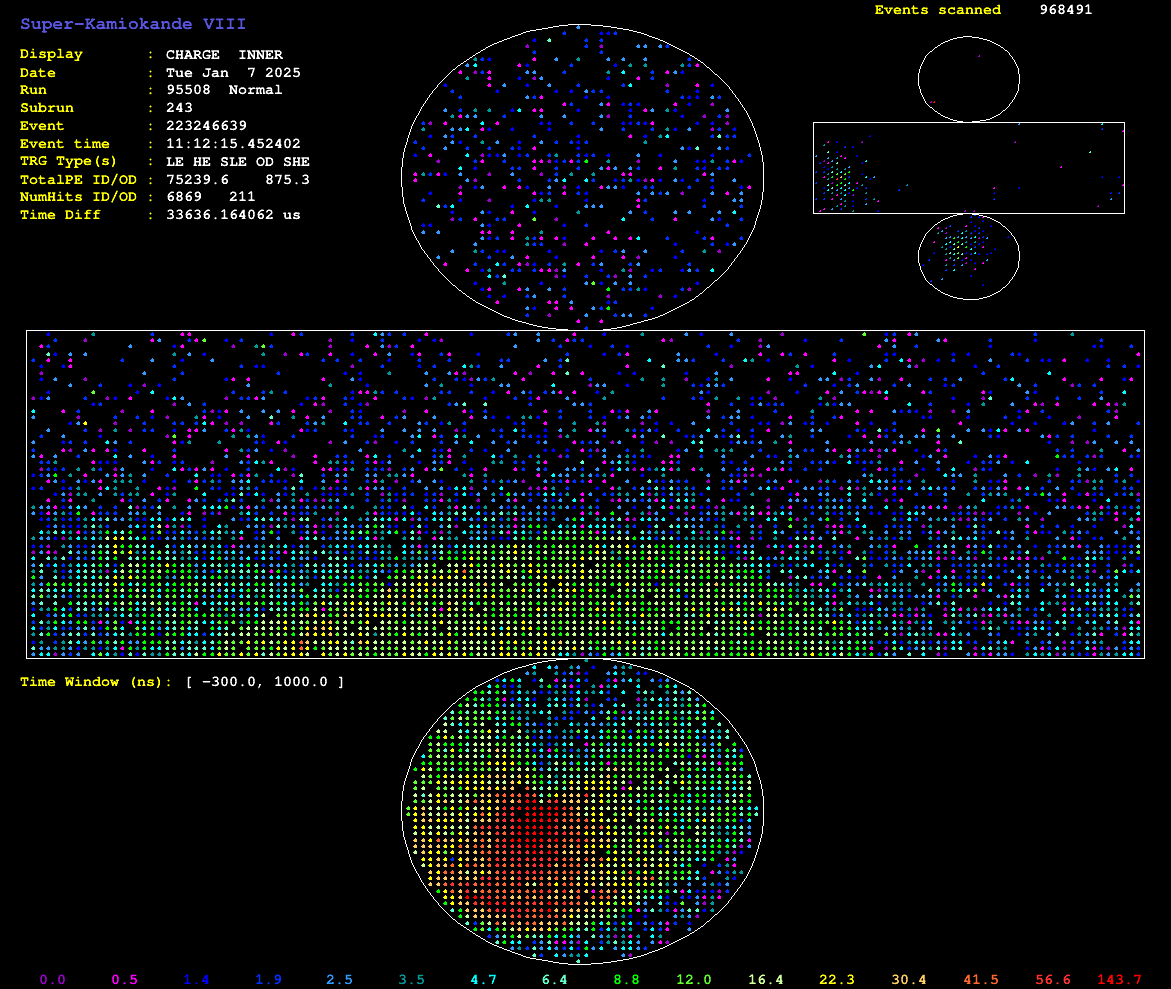 Super-Kamiokande VIII
Events scanned 968491
Display : CHARGE INNER
Date : Tue Jan 7 2025
Run : 95508 Normal
Subrun : 243
Event : 223246639
Event time : 11:12:15.452402
TRG Type(s) : LE HE SLE OD SHE
TotalPE ID/OD : 75239.6 875.3
NumHits ID/OD : 6869 211
Time Diff : 33636.164062 us
Time Window (ns): [ -300.0, 1000.0 ]
0.0 0.5 1.4 1.9 2.5 3.5 4.7 6.4 8.8 12.0 16.4 22.3 30.4 41.5 56.6 143.7